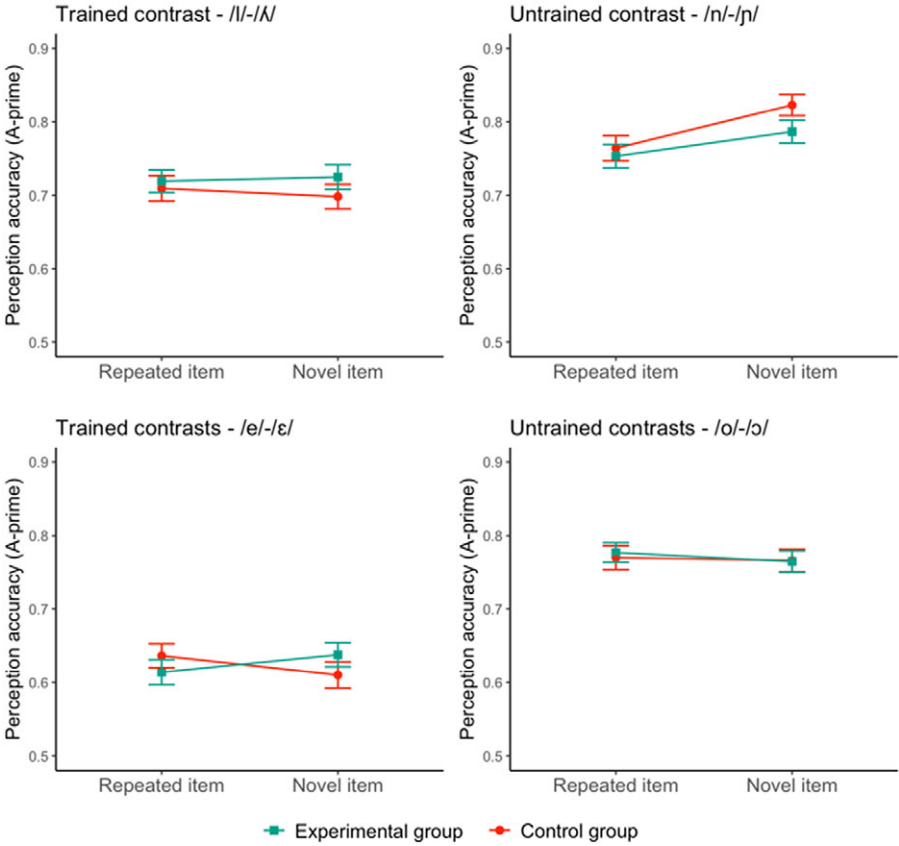 Trained contrast - /l/-/ʎ/
Perception accuracy (A-prime)
0.9
0.8
0.7
0.6
0.5
Repeated item
Novel item
Untrained contrast - /n/-/ɲ/
Perception accuracy (A-prime)
0.9
0.8
0.7
0.6
0.5
Repeated item
Novel item
Trained contrasts - /e/-/ɛ/
Perception accuracy (A-prime)
0.9
0.8
0.7
0.6
0.5
Repeated item
Novel item
Untrained contrasts - /o/-/ɔ/
Perception accuracy (A-prime)
0.9
0.8
0.7
0.6
0.5
Repeated item
Novel item
Experimental group
Control group